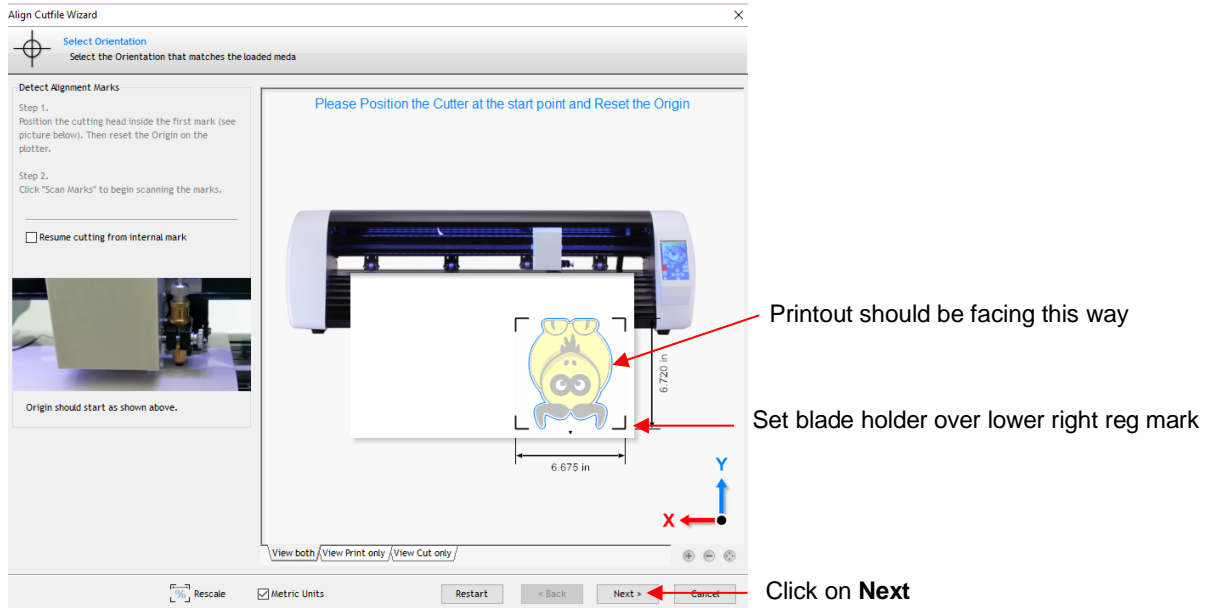 Align Cutfile Wizard
Select Orientation
Select the Orientation that matches the loaded meda
Detect Alignment Marks
Step 1.
Position the cutting head inside the first mark (see
picture below). Then reset the Origin on the
plotter.
Step 2.
Click "Scan Marks" to begin scanning the marks.
Resume cutting from internal mark
Origin should start as shown above.
Please Position the Cutter at the start point and Reset the Origin
6.720 in
6.675 in
Y
X
Printout should be facing this way
Set blade holder over lower right reg mark
View both
View Print only
View Cut only
% Rescale
Metric Units
Restart
< Back
Next >
Cancel
Click on Next